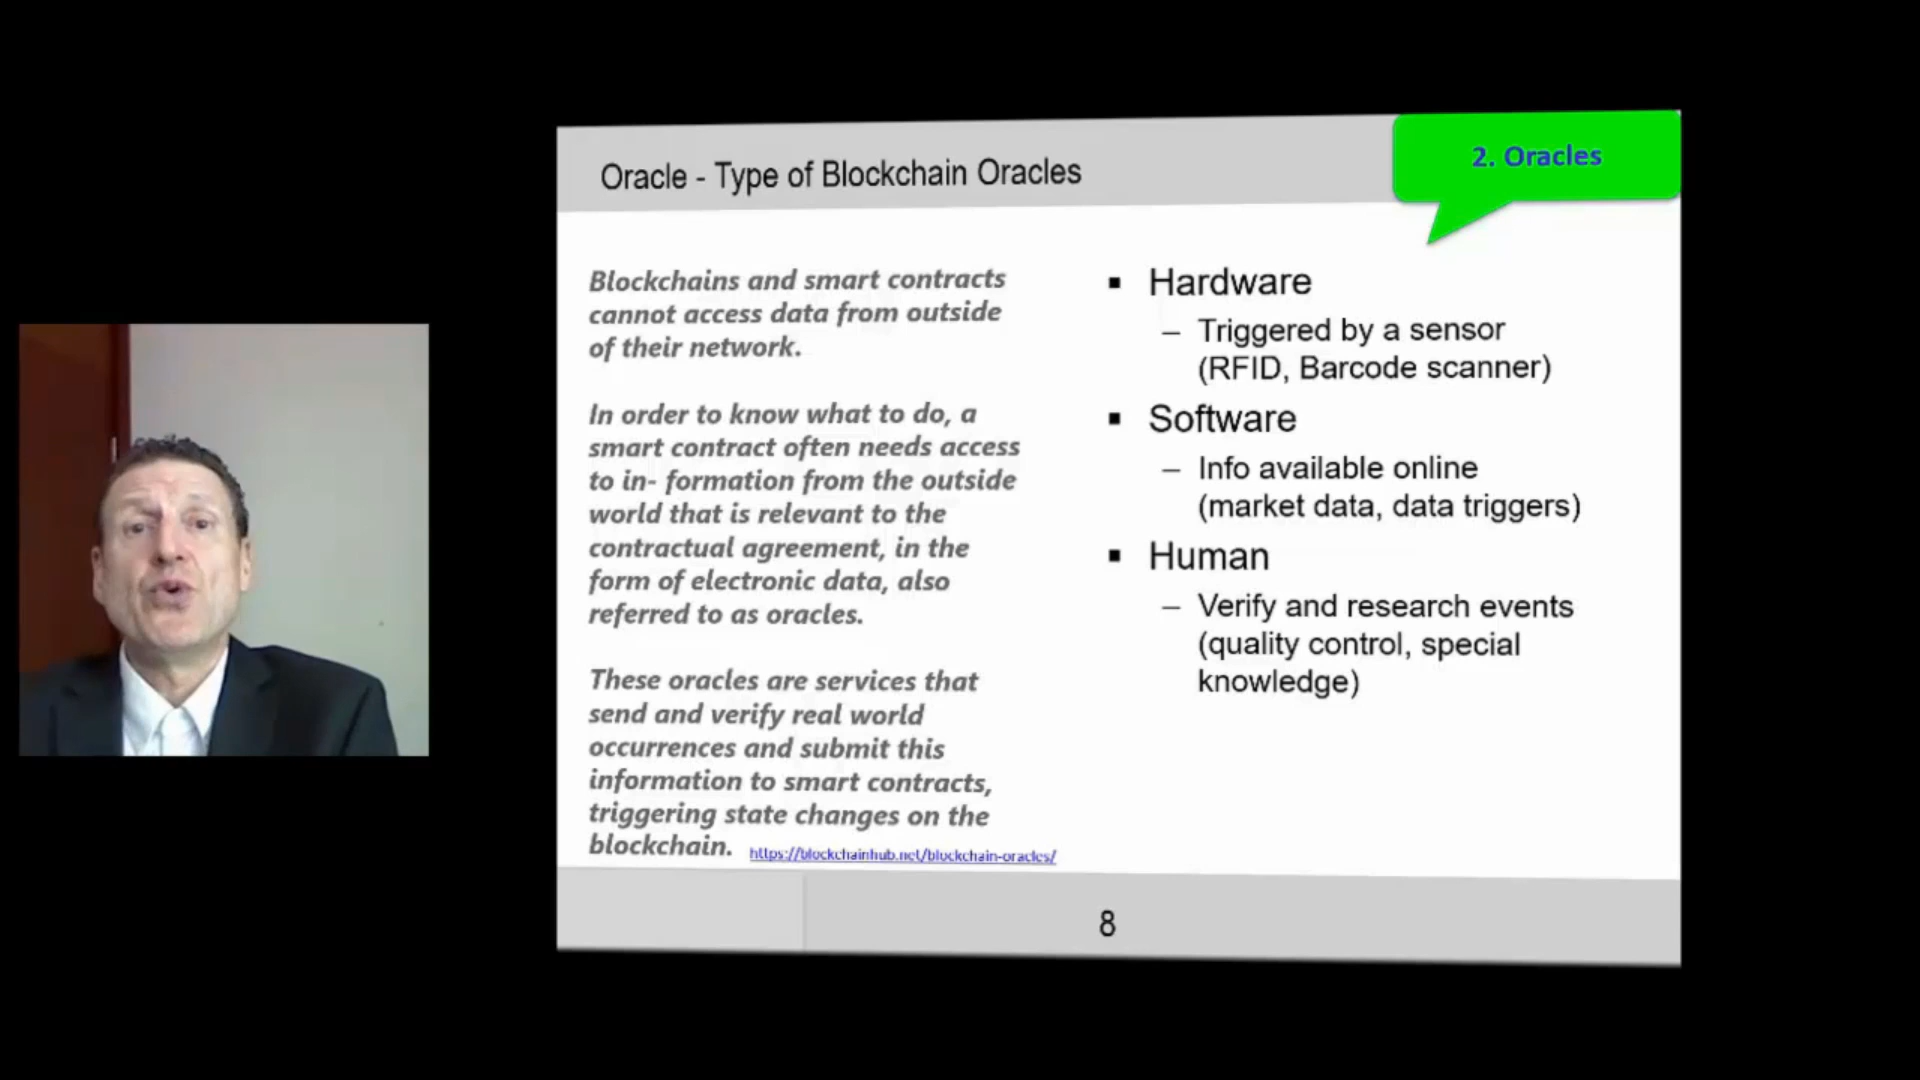 Oracle - Type of Blockchain Oracles
2. Oracles
Blockchains and smart contracts
cannot access data from outside
of their network.
In order to know what to do, a
smart contract often needs access
to in- formation from the outside
world that is relevant to the
contractual agreement, in the
form of electronic data, also
referred to as oracles.
These oracles are services that
send and verify real world
occurrences and submit this
information to smart contracts,
triggering state changes on the
blockchain. https://blockchainhub.net/blockchain-oracles/
▪ Hardware
– Triggered by a sensor
(RFID, Barcode scanner)
▪ Software
– Info available online
(market data, data triggers)
▪ Human
– Verify and research events
(quality control, special
knowledge)
8